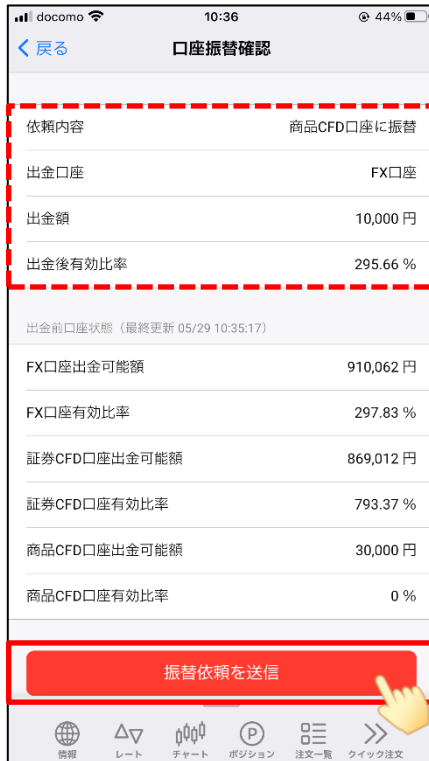 docomo 10:36 44%
戻る 口座振替確認
依頼内容 商品CFD口座に振替
出金口座 FX口座
出金額 10,000 円
出金後有効比率 295.66 %
出金前口座状態（最終更新 05/29 10:35:17）
FX口座出金可能額 910,062 円
FX口座有効比率 297.83 %
証券CFD口座出金可能額 869,012 円
証券CFD口座有効比率 793.37 %
商品CFD口座出金可能額 30,000 円
商品CFD口座有効比率 0 %
振替依頼を送信
P
情報 レート チャート ポジション 注文一覧 クイック注文